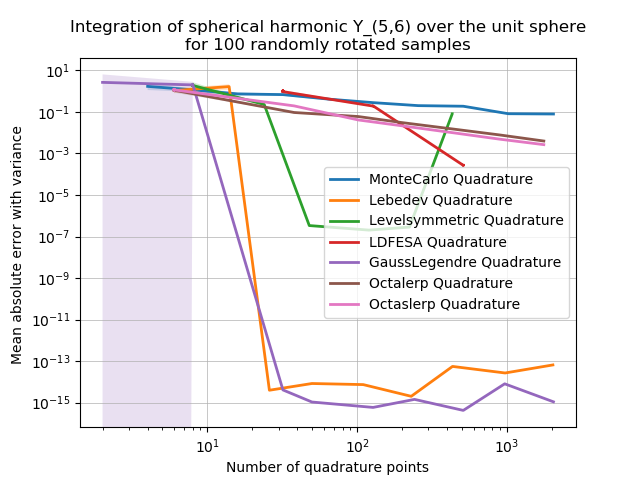 Integration of spherical harmonic Y_(5,6) over the unit sphere
for 100 randomly rotated samples
Mean absolute error with variance
10^1
10^-1
10^-3
10^-5
10^-7
10^-9
10^-11
10^-13
10^-15
MonteCarlo Quadrature
Lebedev Quadrature
Levelsymmetric Quadrature
LDFESA Quadrature
GaussLegendre Quadrature
Octalerp Quadrature
Octaslerp Quadrature
10^1 10^2 10^3
Number of quadrature points